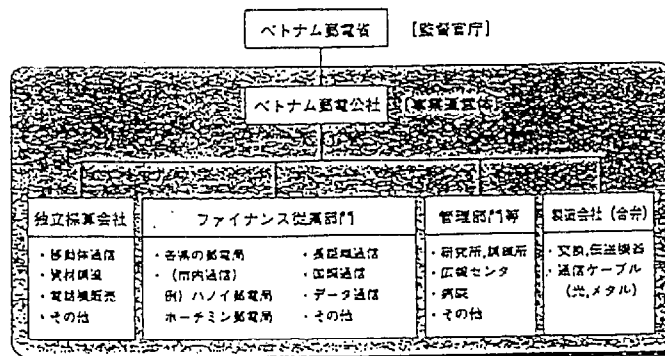 ベトナム郵電省 [監督官庁]
ベトナム郵電公社 [事業運営体]
独立採算会社
・移動体通信
・資材調達
・電話機販売
・その他
ファイナンス従属部門
・各県の郵電局
・(市内通信)
例) ハノイ郵電局
ホーチミン郵電局
・長距離通信
・国際通信
・データ通信
・その他
管理部門等
・研究所,訓練所
・広報センタ
・病院
・その他
製造会社 (合弁)
・交換,伝送機器
・通信ケーブル
(光,メタル)